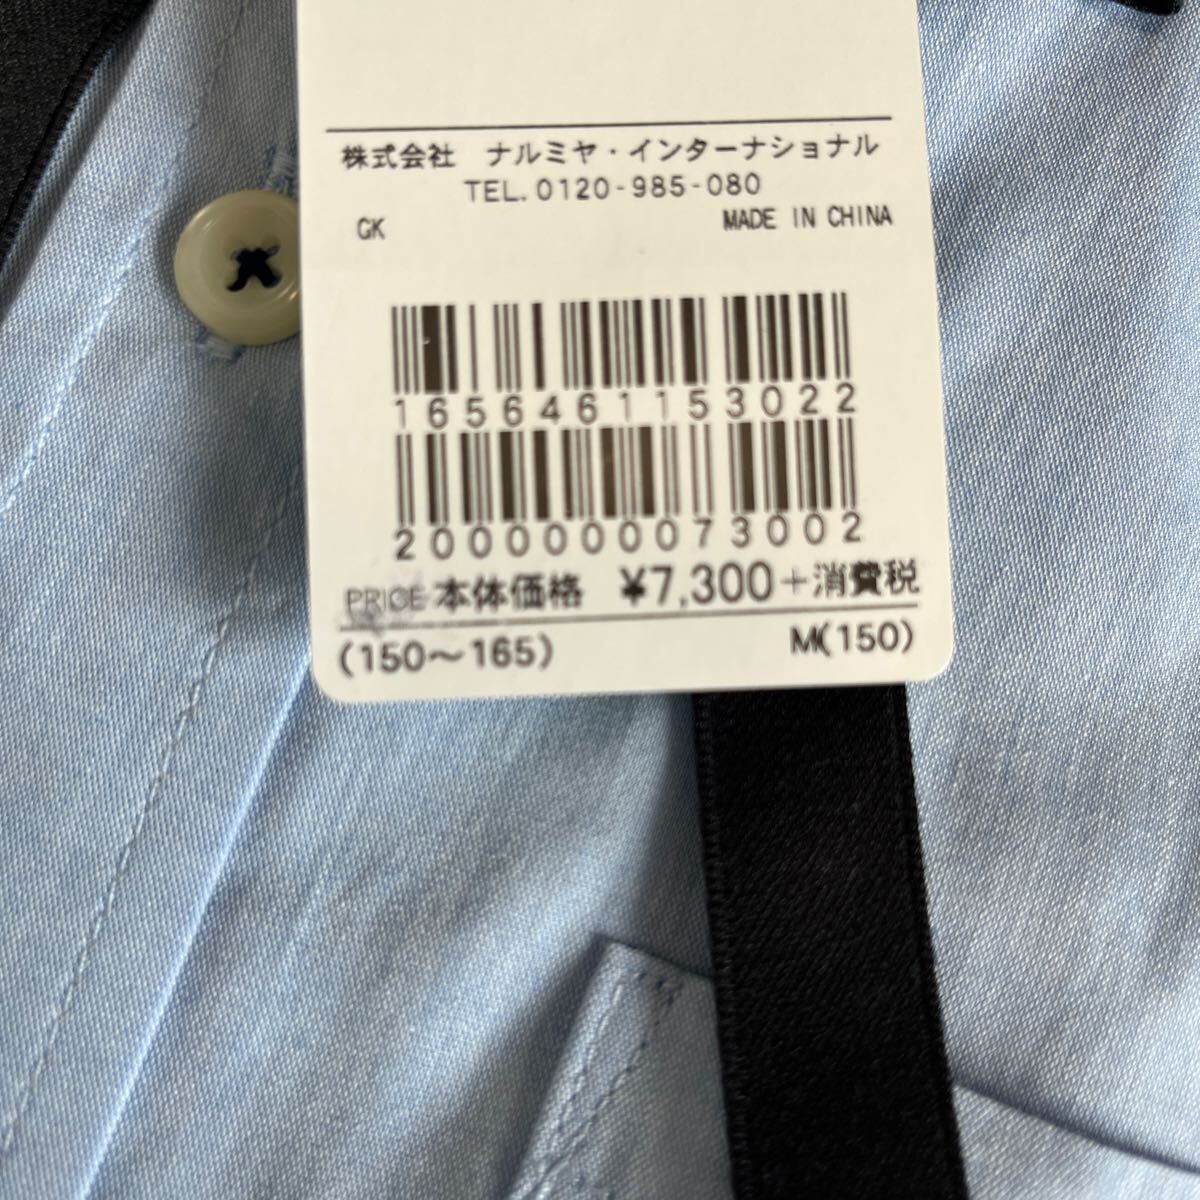 株式会社　ナルミヤ・インターナショナル
TEL. 0120-985-080
GK MADE IN CHINA
1656461153022
2000000073002
PRICE 本体価格 ¥7,300+消費税
(150〜165) M(150)